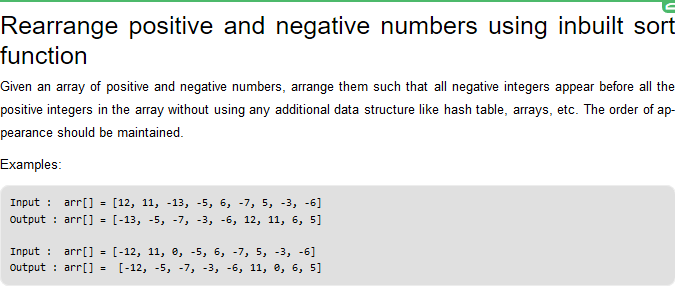 Rearrange positive and negative numbers using inbuilt sort
function
Given an array of positive and negative numbers, arrange them such that all negative integers appear before all the
positive integers in the array without using any additional data structure like hash table, arrays, etc. The order of ap-
pearance should be maintained.
Examples:
Input :  arr[] = [12, 11, -13, -5, 6, -7, 5, -3, -6]
Output : arr[] = [-13, -5, -7, -3, -6, 12, 11, 6, 5]
Input :  arr[] = [-12, 11, 0, -5, 6, -7, 5, -3, -6]
Output : arr[] =  [-12, -5, -7, -3, -6, 11, 0, 6, 5]